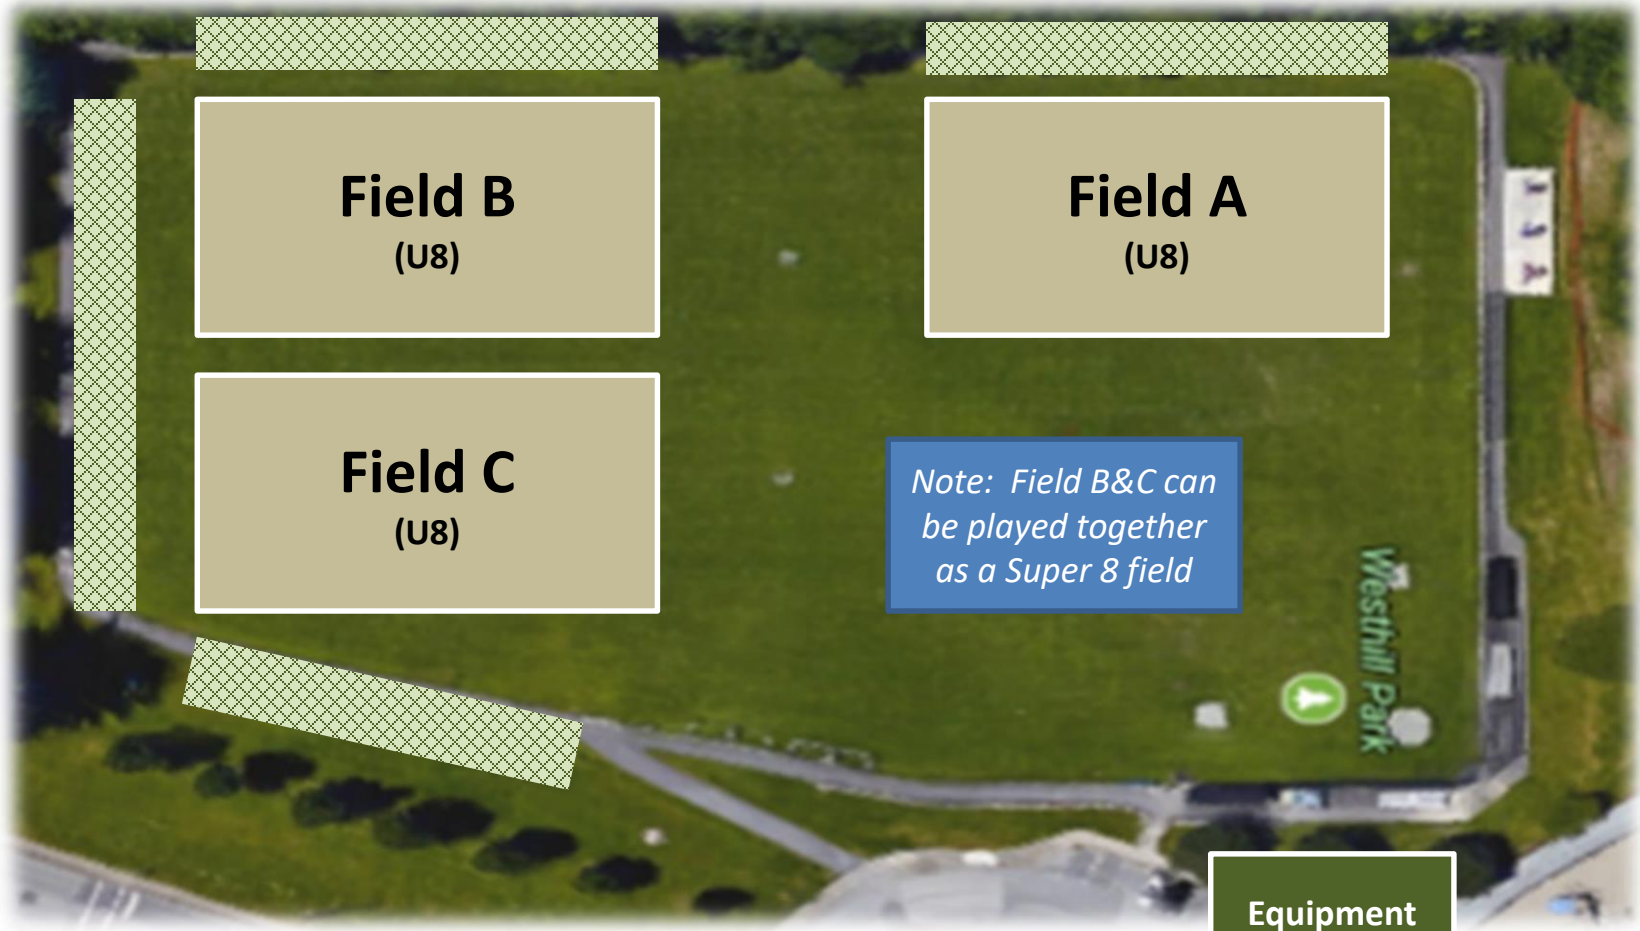 Field B
(U8)
Field A
(U8)
Field C
(U8)
Note:  Field B&C can
be played together
as a Super 8 field
Westhill Park
Equipment